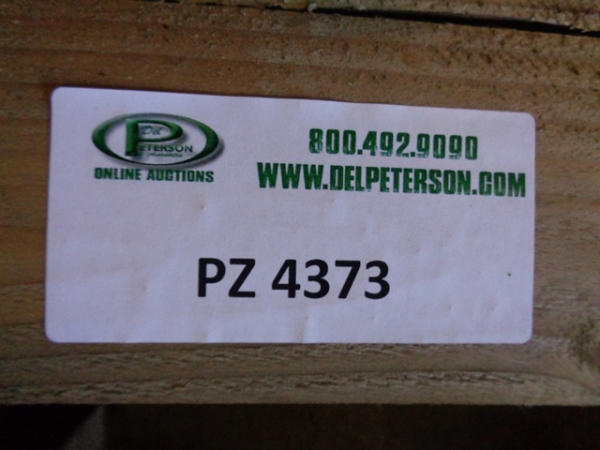 Del
PETERSON
ONLINE AUCTIONS
800.492.9090
WWW.DELPETERSON.COM
PZ 4373